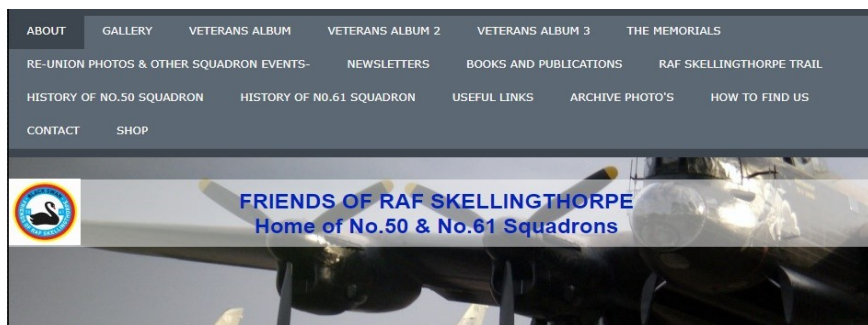 ABOUT GALLERY VETERANS ALBUM VETERANS ALBUM 2 VETERANS ALBUM 3 THE MEMORIALS
RE-UNION PHOTOS & OTHER SQUADRON EVENTS- NEWSLETTERS BOOKS AND PUBLICATIONS RAF SKELLINGTHORPE TRAIL
HISTORY OF NO.50 SQUADRON HISTORY OF N0.61 SQUADRON USEFUL LINKS ARCHIVE PHOTO'S HOW TO FIND US
CONTACT SHOP
FRIENDS OF RAF SKELLINGTHORPE
Home of No.50 & No.61 Squadrons